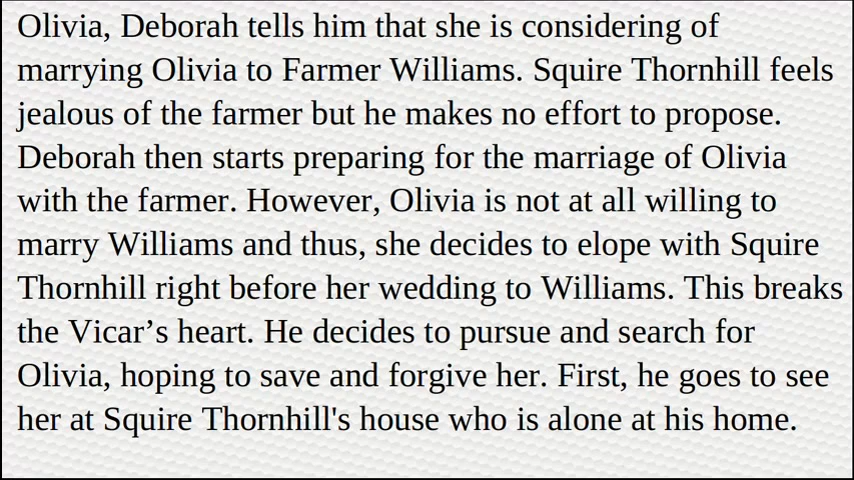 Olivia, Deborah tells him that she is considering of
marrying Olivia to Farmer Williams. Squire Thornhill feels
jealous of the farmer but he makes no effort to propose.
Deborah then starts preparing for the marriage of Olivia
with the farmer. However, Olivia is not at all willing to
marry Williams and thus, she decides to elope with Squire
Thornhill right before her wedding to Williams. This breaks
the Vicar’s heart. He decides to pursue and search for
Olivia, hoping to save and forgive her. First, he goes to see
her at Squire Thornhill's house who is alone at his home.